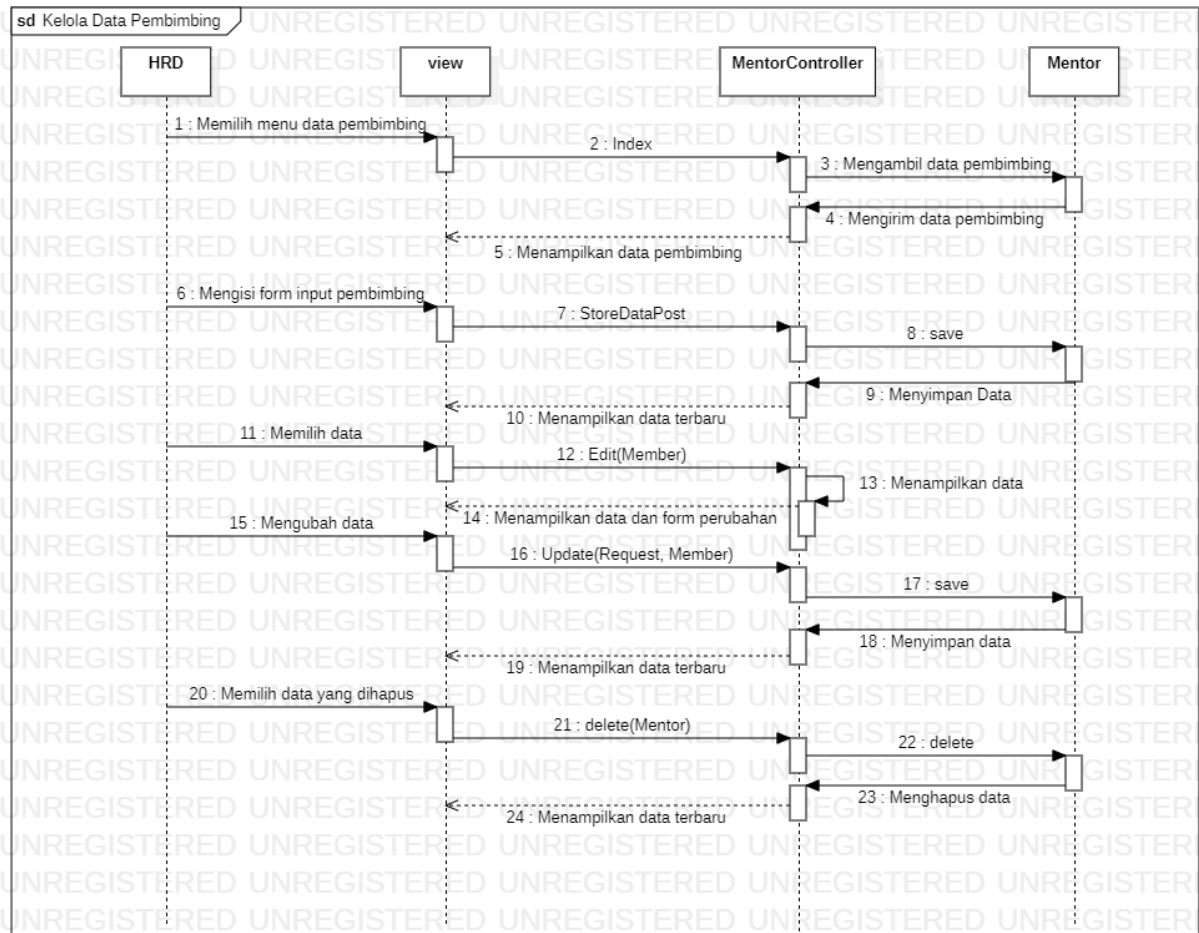 sd Kelola Data Pembimbing
HRD
view
MentorController
Mentor
1 : Memilih menu data pembimbing
2 : Index
3 : Mengambil data pembimbing
4 : Mengirim data pembimbing
5 : Menampilkan data pembimbing
6 : Mengisi form input pembimbing
7 : StoreDataPost
8 : save
9 : Menyimpan Data
10 : Menampilkan data terbaru
11 : Memilih data
12 : Edit(Member)
13 : Menampilkan data
14 : Menampilkan data dan form perubahan
15 : Mengubah data
16 : Update(Request, Member)
17 : save
18 : Menyimpan data
19 : Menampilkan data terbaru
20 : Memilih data yang dihapus
21 : delete(Mentor)
22 : delete
23 : Menghapus data
24 : Menampilkan data terbaru
UNREGISTERED